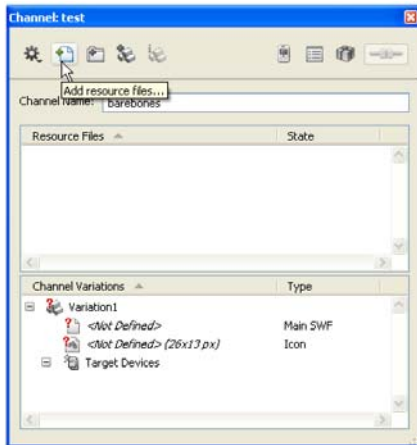 Channel: test
Add resource files...
Channel Name: barebones
Resource Files State
Channel Variations Type
Variation1
<Not Defined> Main SWF
<Not Defined> (26x13 px) Icon
Target Devices